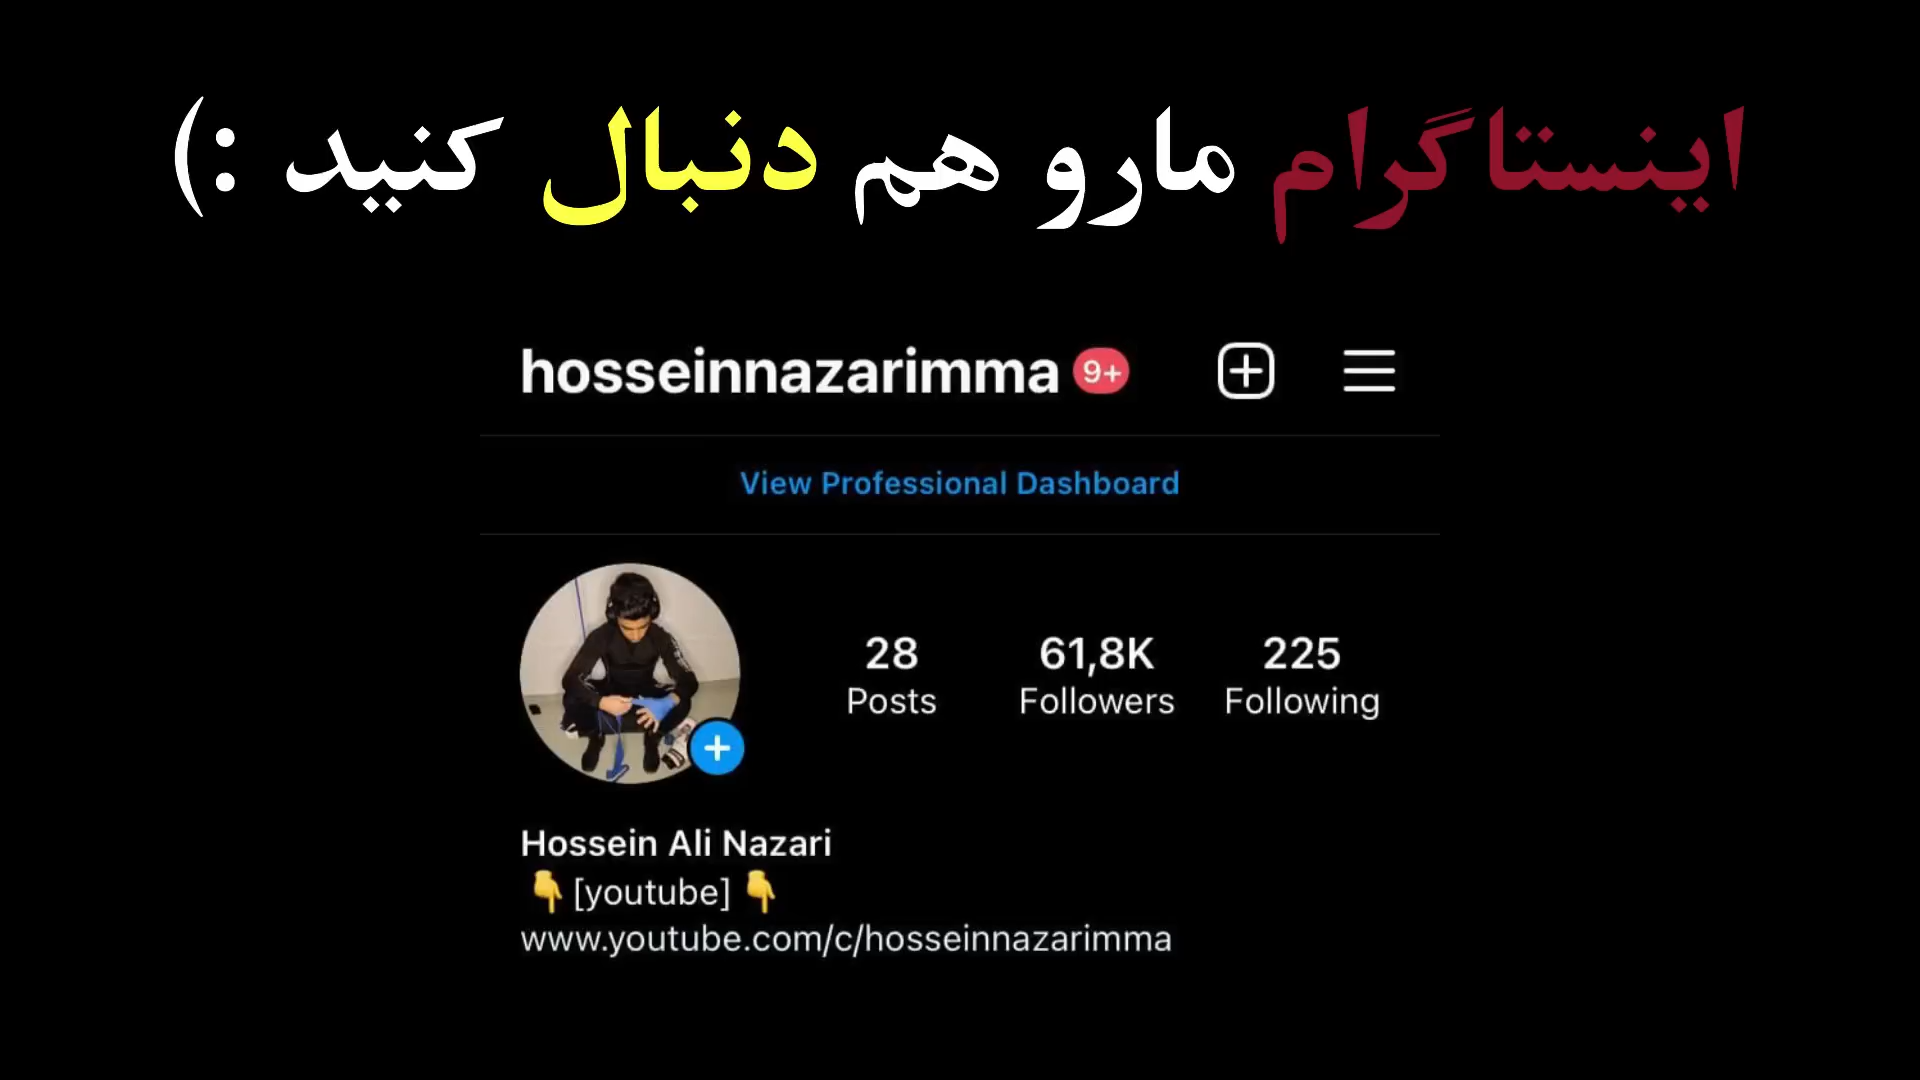 اینستاگرام مارو هم دنبال کنید :)
hosseinnazarimma 9+
View Professional Dashboard
28 61,8K 225
Posts Followers Following
Hossein Ali Nazari
👇[youtube]👇
www.youtube.com/c/hosseinnazarimma